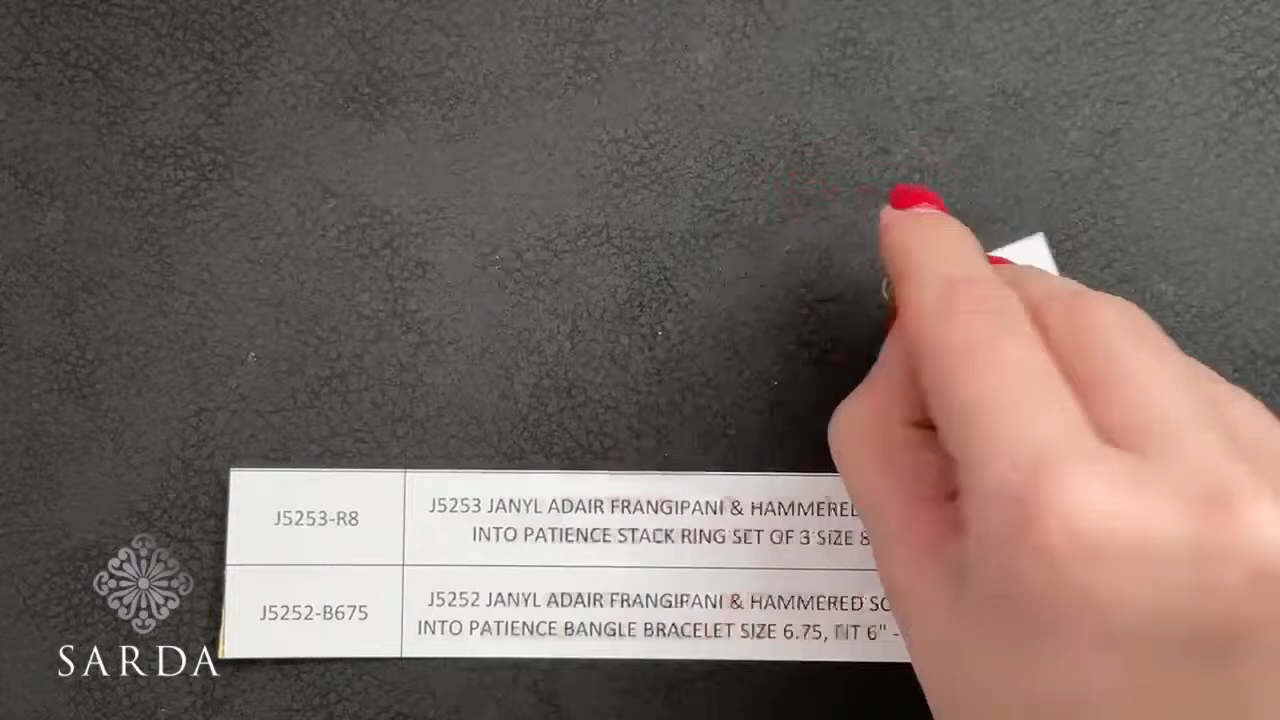 J5253-R8
J5253 JANYL ADAIR FRANGIPANI & HAMMERED
INTO PATIENCE STACK RING SET OF 3 SIZE 8
J5252-B675
J5252 JANYL ADAIR FRANGIPANI & HAMMERED SC
INTO PATIENCE BANGLE BRACELET SIZE 6.75, FIT 6" -
SARDA